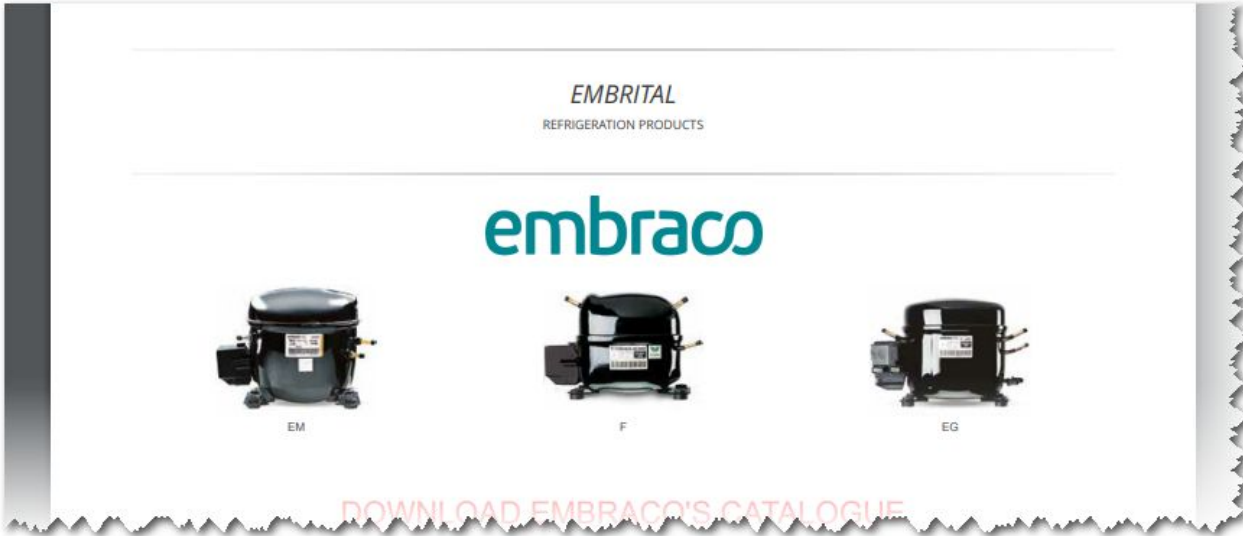 EMBRITAL
REFRIGERATION PRODUCTS
embraco
EM
F
EG
DOWNLOAD EMBRACO'S CATALOGUE